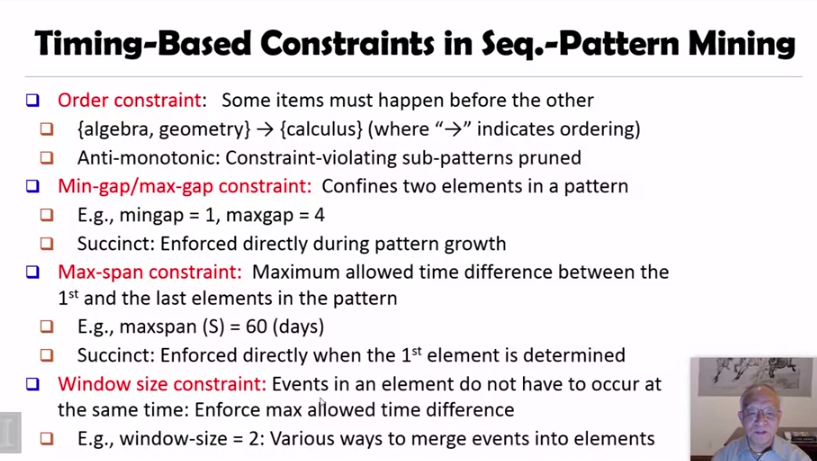 Timing-Based Constraints in Seq.-Pattern Mining
Order constraint: Some items must happen before the other
{algebra, geometry} → {calculus} (where “→” indicates ordering)
Anti-monotonic: Constraint-violating sub-patterns pruned
Min-gap/max-gap constraint: Confines two elements in a pattern
E.g., mingap = 1, maxgap = 4
Succinct: Enforced directly during pattern growth
Max-span constraint: Maximum allowed time difference between the
1st and the last elements in the pattern
E.g., maxspan (S) = 60 (days)
Succinct: Enforced directly when the 1st element is determined
Window size constraint: Events in an element do not have to occur at
the same time: Enforce max allowed time difference
E.g., window-size = 2: Various ways to merge events into elements